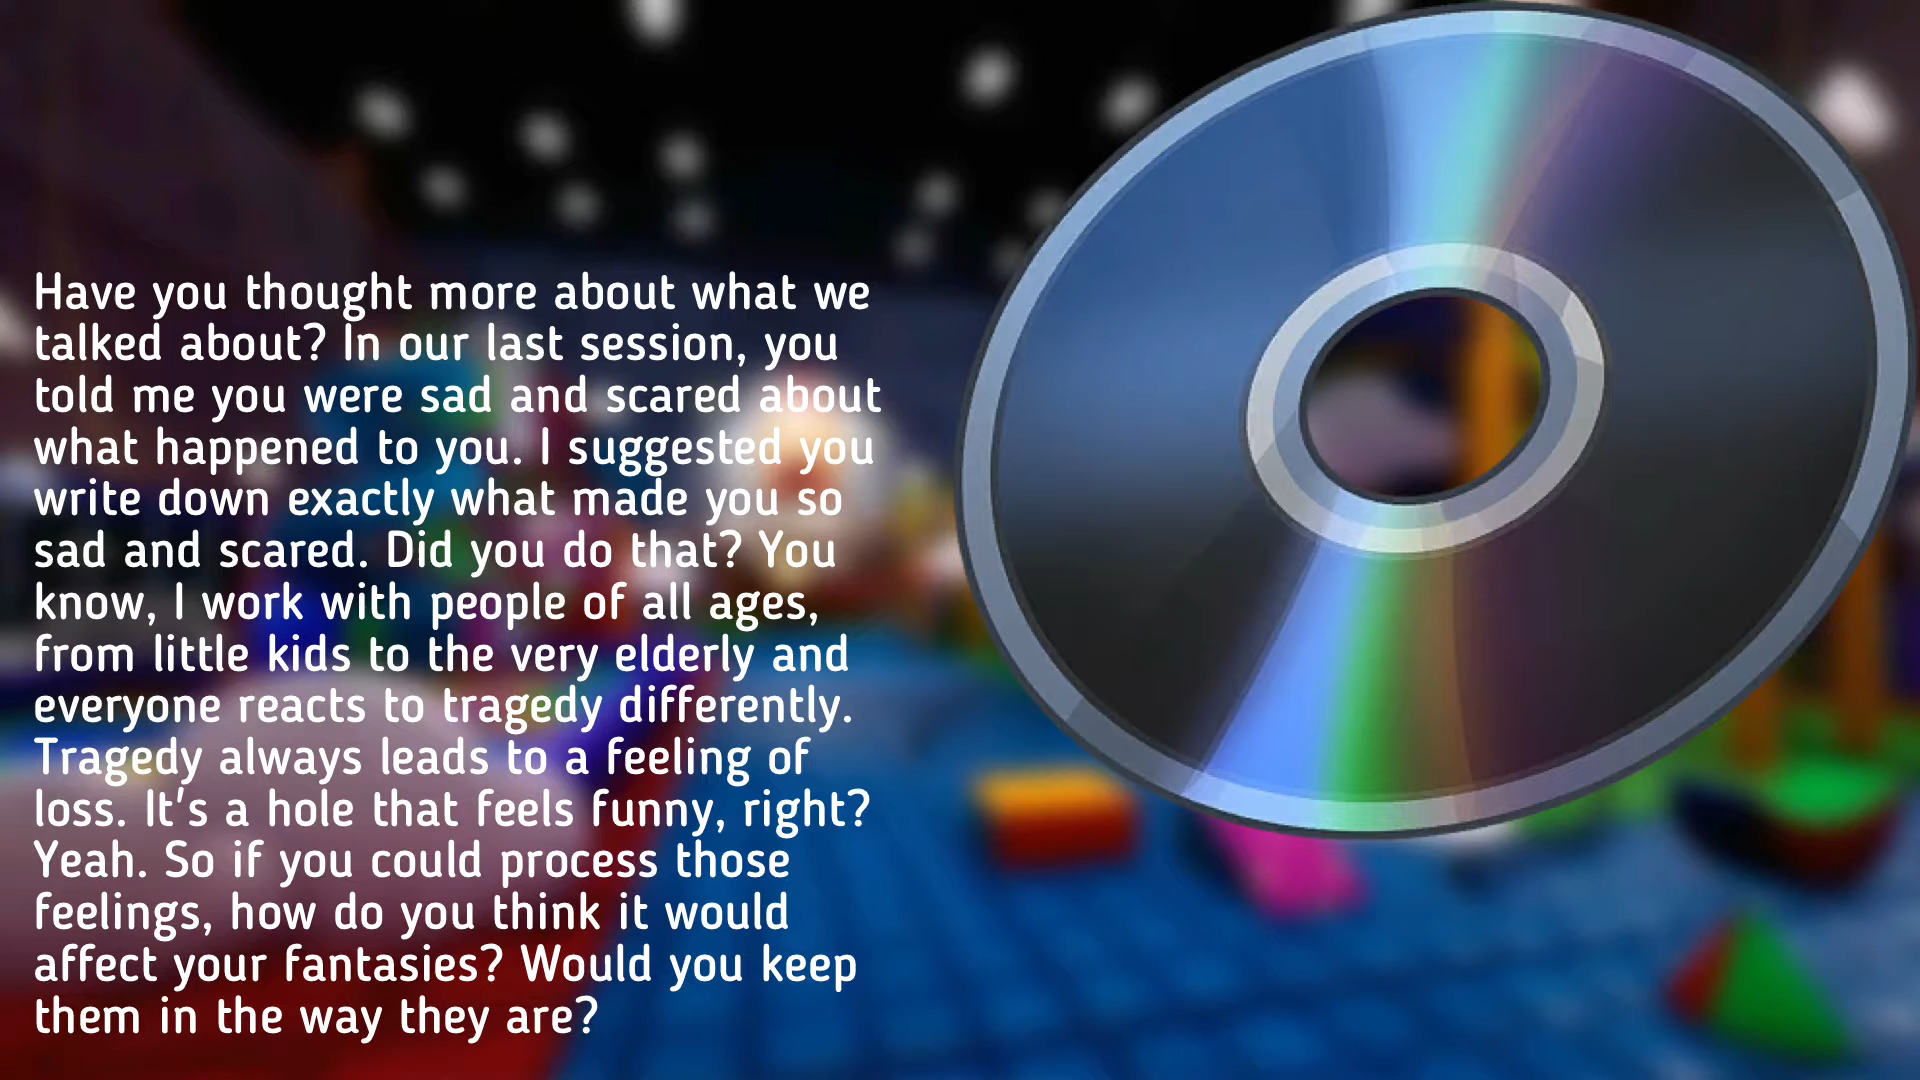 Have you thought more about what we
talked about? In our last session, you
told me you were sad and scared about
what happened to you. I suggested you
write down exactly what made you so
sad and scared. Did you do that? You
know, I work with people of all ages,
from little kids to the very elderly and
everyone reacts to tragedy differently.
Tragedy always leads to a feeling of
loss. It's a hole that feels funny, right?
Yeah. So if you could process those
feelings, how do you think it would
affect your fantasies? Would you keep
them in the way they are?